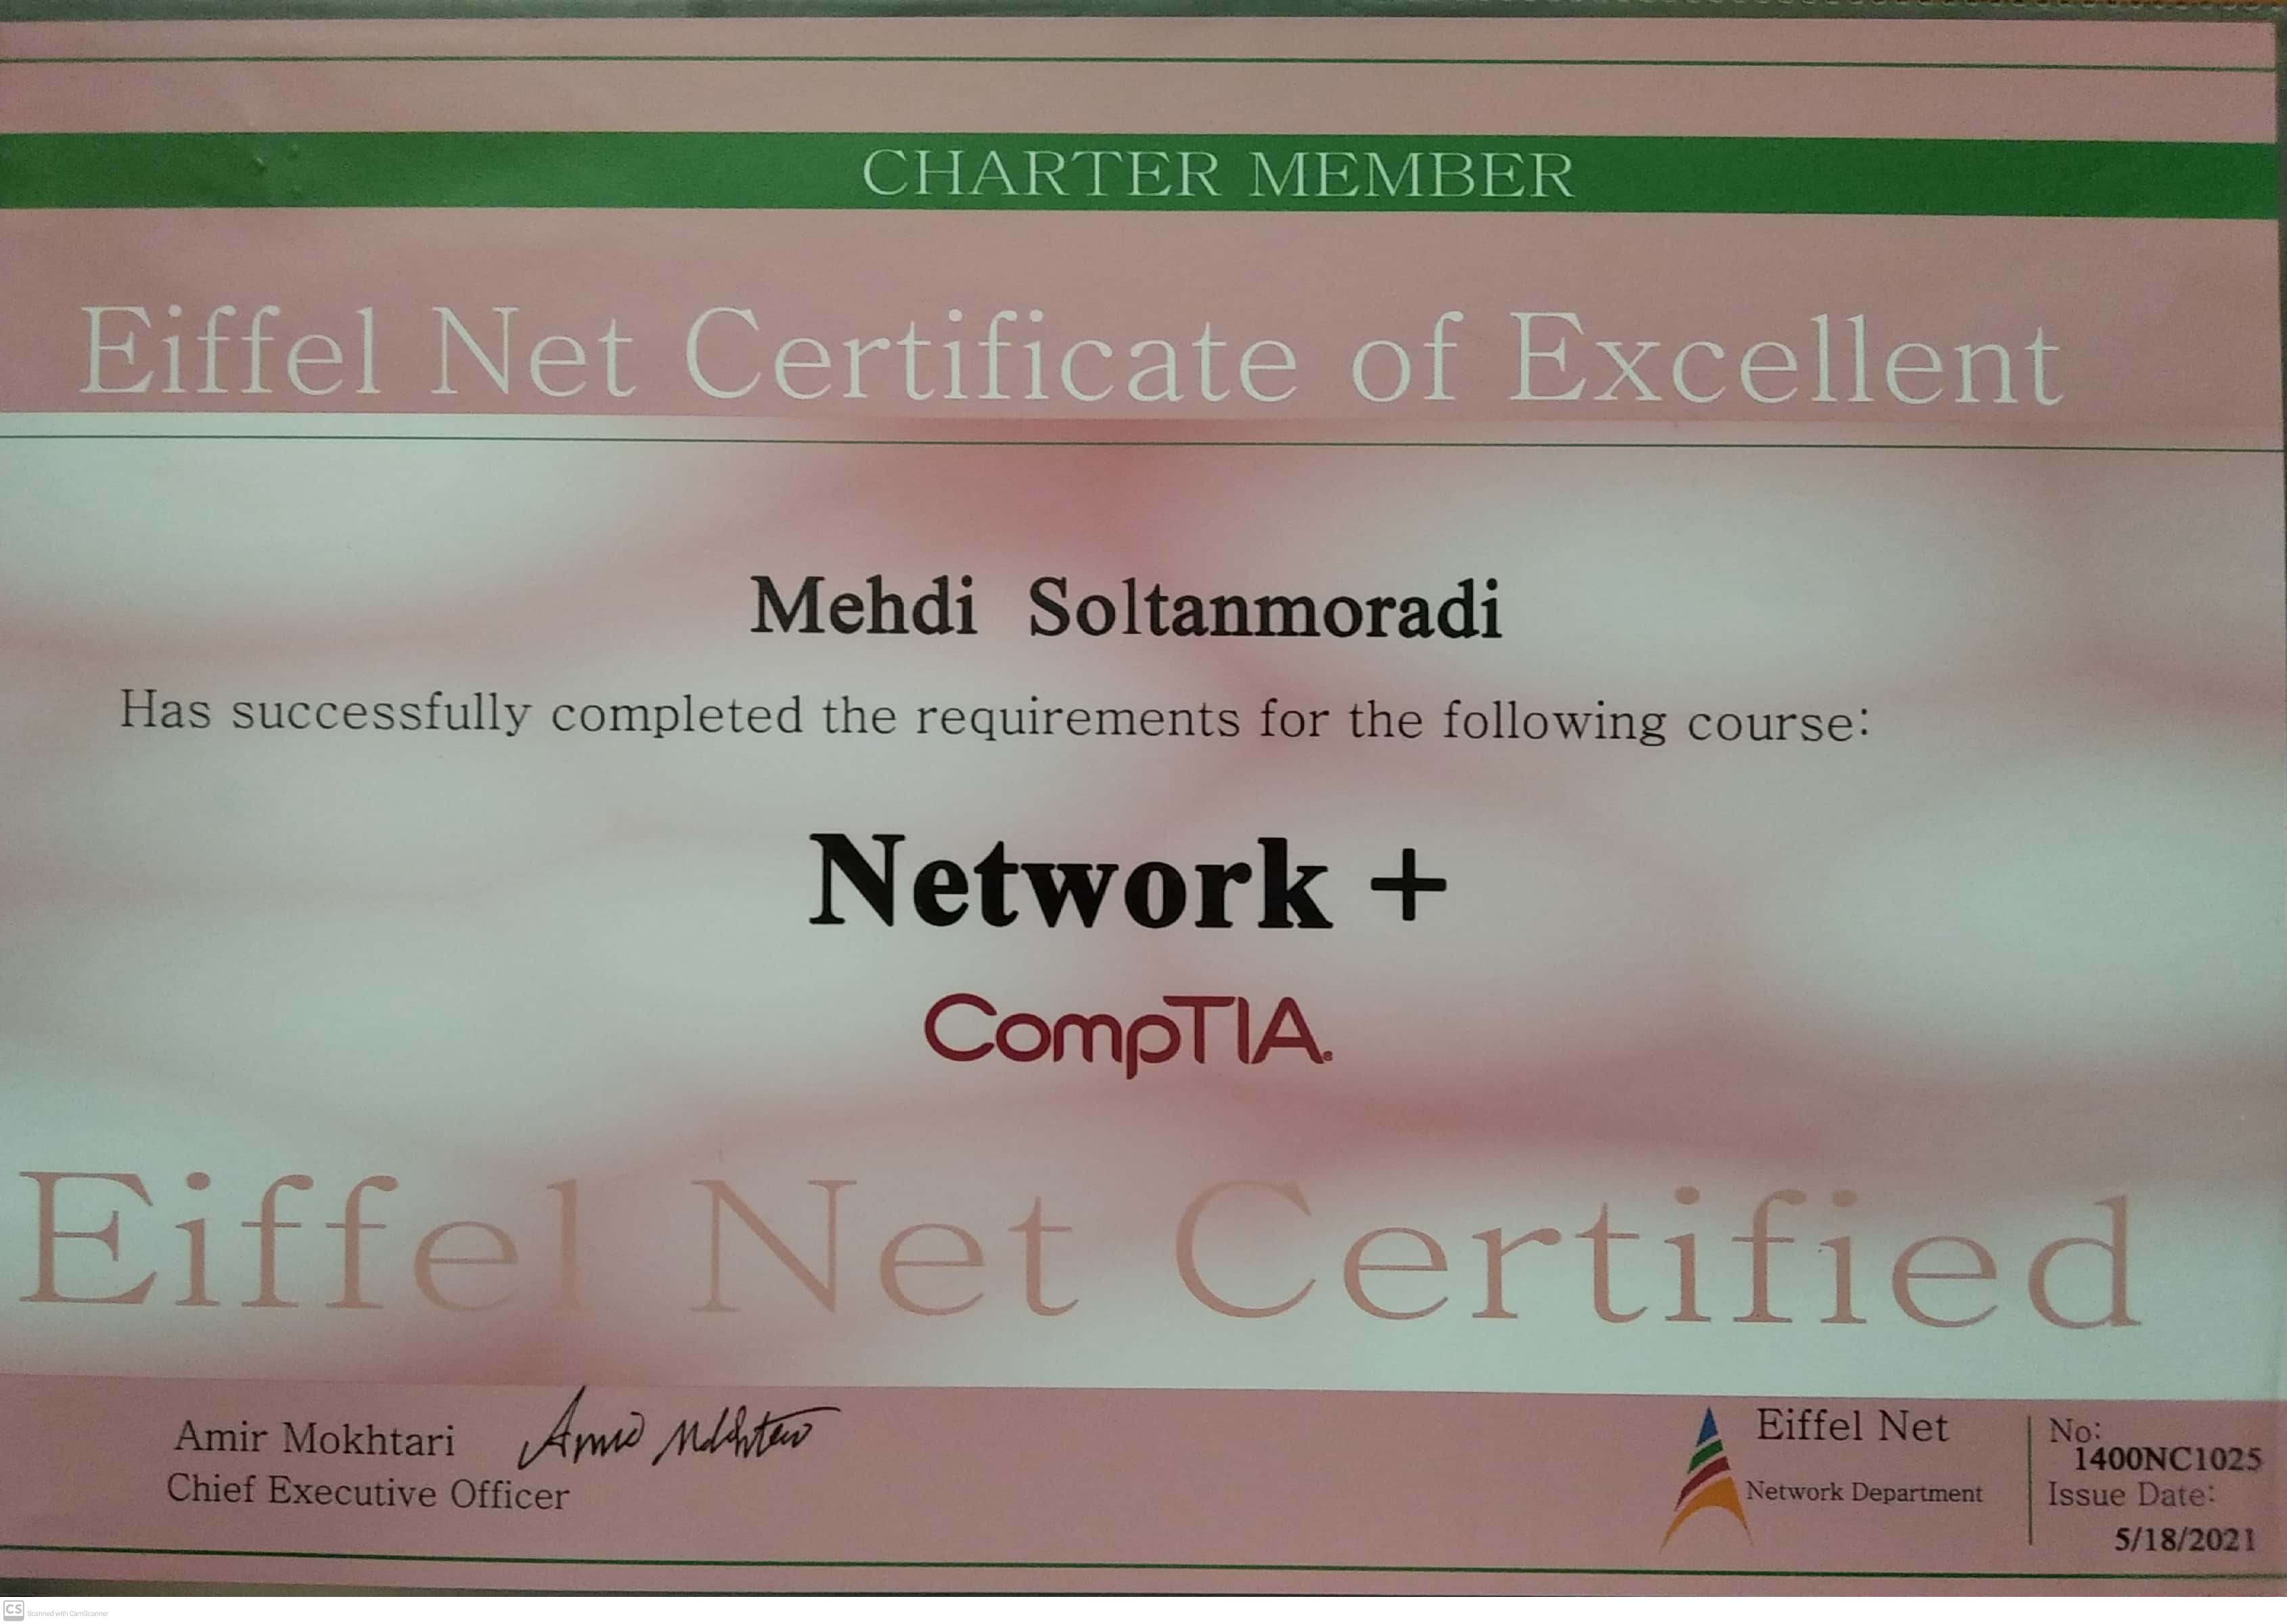 CHARTER MEMBER
Eiffel Net Certificate of Excellent
Mehdi Soltanmoradi
Has successfully completed the requirements for the following course:
Network +
CompTIA.
Eiffel Net Certified
Amir Mokhtari
Chief Executive Officer
Amir Mokhtari
Eiffel Net
Network Department
No:
1400NC1025
Issue Date:
5/18/2021
CS Scanned with CamScanner